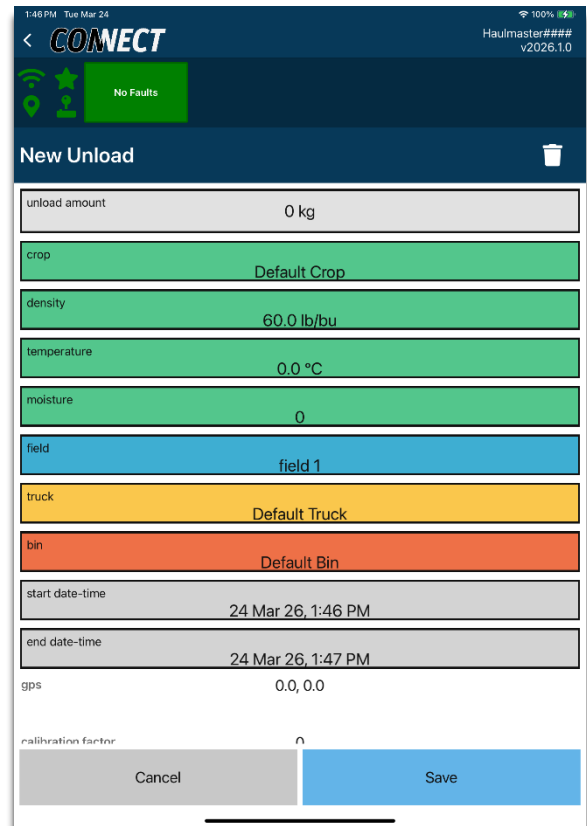 1:46 PM Tue Mar 24
100%
CONNECT
Haulmaster####
v2026.1.0
No Faults
New Unload
unload amount
0 kg
crop
Default Crop
density
60.0 lb/bu
temperature
0.0 °C
moisture
0
field
field 1
truck
Default Truck
bin
Default Bin
start date-time
24 Mar 26, 1:46 PM
end date-time
24 Mar 26, 1:47 PM
gps
0.0, 0.0
calibration factor
0
Cancel
Save